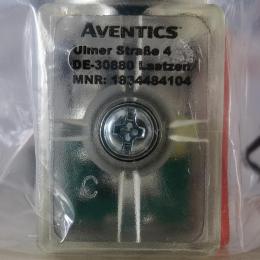 AVENTICS
Ulmer Straße 4
DE-30880 Laatzen
MNR: 1834484104
C